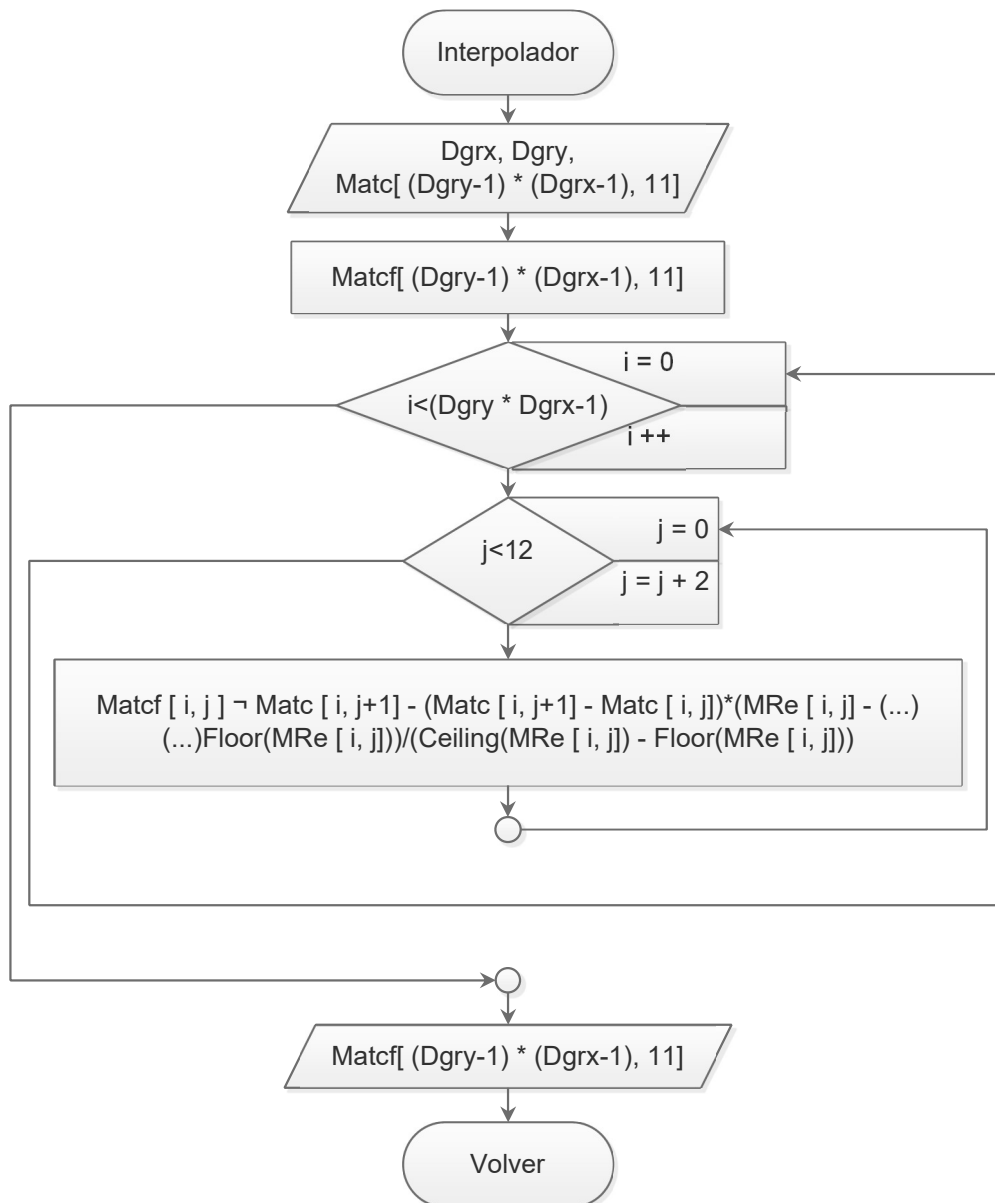 Interpolador
Dgrx, Dgry,
Matc[ (Dgry-1) * (Dgrx-1), 11]
Matcf[ (Dgry-1) * (Dgrx-1), 11]
i = 0
i<(Dgry * Dgrx-1)
i ++
j = 0
j<12
j = j + 2
Matcf [ i, j ] ¬ Matc [ i, j+1] - (Matc [ i, j+1] - Matc [ i, j])*(MRe [ i, j] - (...)
(...)Floor(MRe [ i, j]))/(Ceiling(MRe [ i, j]) - Floor(MRe [ i, j]))
Matcf[ (Dgry-1) * (Dgrx-1), 11]
Volver